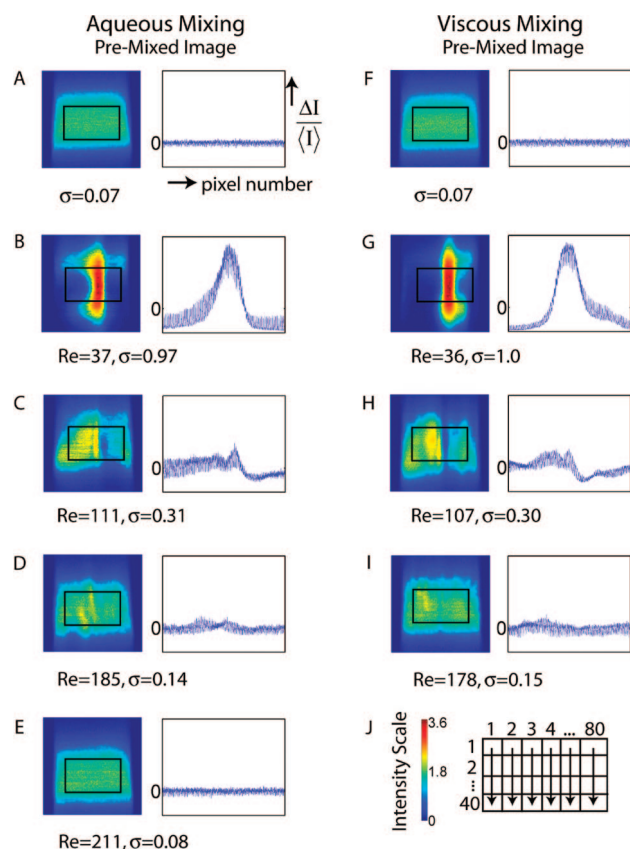 Aqueous Mixing
Pre-Mixed Image
Viscous Mixing
Pre-Mixed Image
A
0
ΔI
⟨I⟩
pixel number
σ=0.07
F
0
σ=0.07
B
0
Re=37, σ=0.97
G
0
Re=36, σ=1.0
C
0
Re=111, σ=0.31
H
0
Re=107, σ=0.30
D
0
Re=185, σ=0.14
I
0
Re=178, σ=0.15
E
0
Re=211, σ=0.08
J
Intensity Scale
3.6
1.8
0
1 2 3 4 ... 80
1
2
...
40